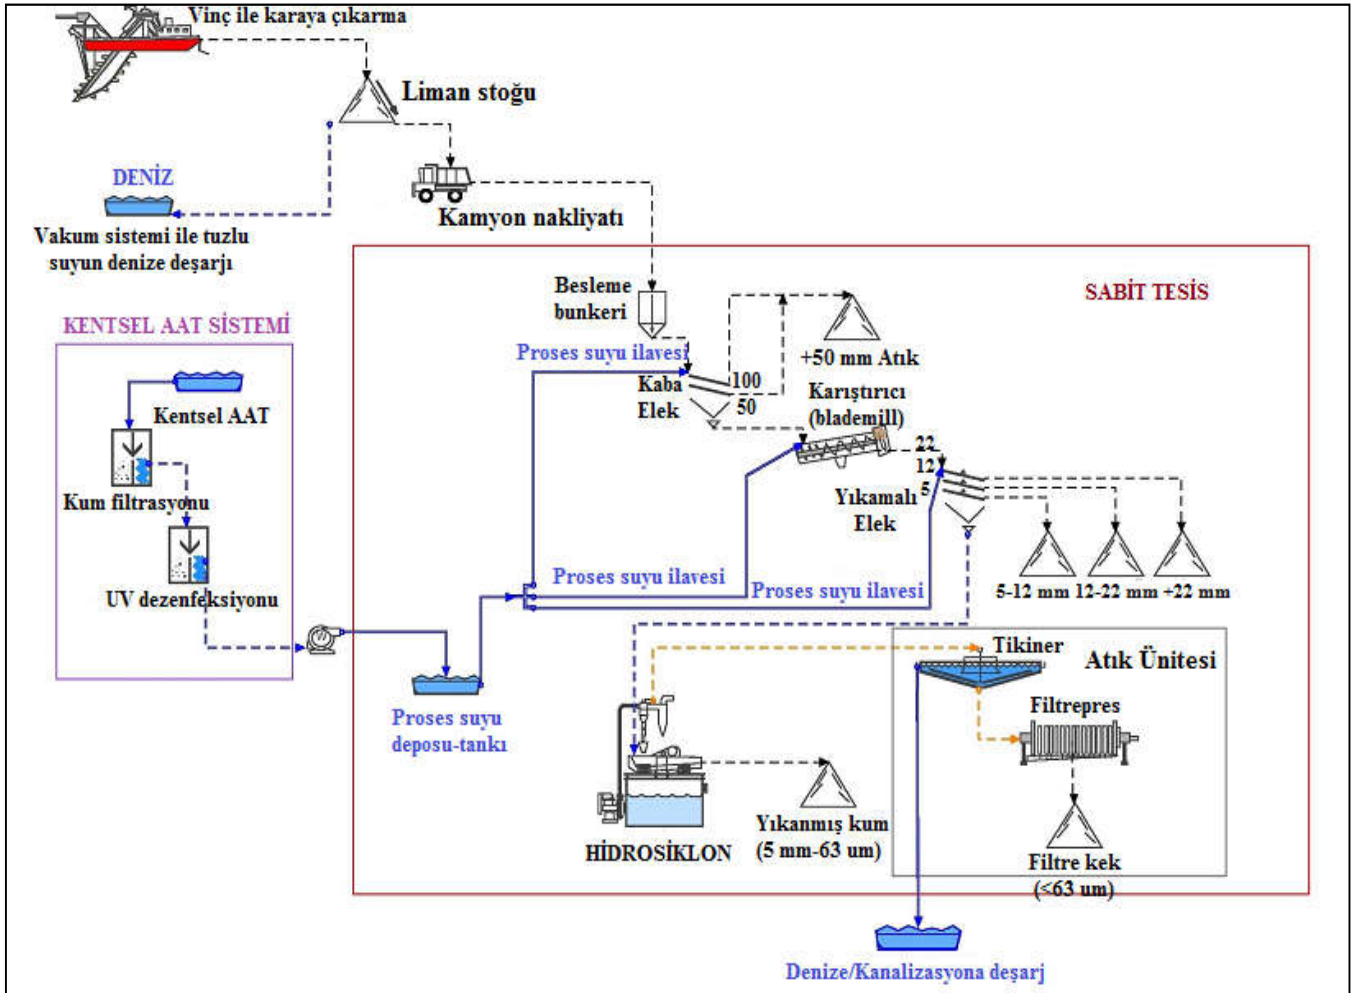 Vinç ile karaya çıkarma
Liman stoğu
DENİZ
Kamyon nakliyatı
Vakum sistemi ile tuzlu
suyun denize deşarjı
Besleme
bunkeri
SABİT TESİS
KENTSEL AAT SİSTEMİ
Proses suyu ilavesi
+50 mm Atık
Kaba
Elek
100
50
Karıştırıcı
(blademill)
Kentsel AAT
22
12
5
Yıkamalı
Elek
Kum filtrasyonu
Proses suyu ilavesi
Proses suyu ilavesi
5-12 mm 12-22 mm +22 mm
UV dezenfeksiyonu
Tikiner
Atık Ünitesi
Filtrepres
Proses suyu
deposu-tankı
Yıkanmış kum
(5 mm-63 um)
HİDROSİKLON
Filtre kek
(<63 um)
Denize/Kanalizasyona deşarj